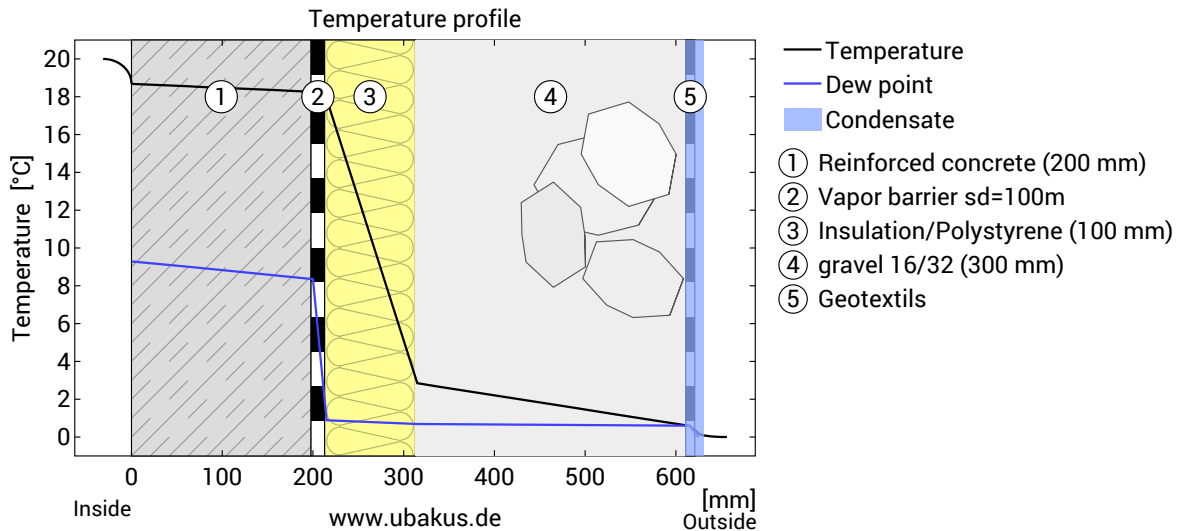 Temperature profile
Temperature [°C]
20
18
16
14
12
10
8
6
4
2
0
1
2
3
4
5
0
100
200
300
400
500
600
[mm]
Inside
www.ubakus.de
Outside
Temperature
Dew point
Condensate
1 Reinforced concrete (200 mm)
2 Vapor barrier sd=100m
3 Insulation/Polystyrene (100 mm)
4 gravel 16/32 (300 mm)
5 Geotextils